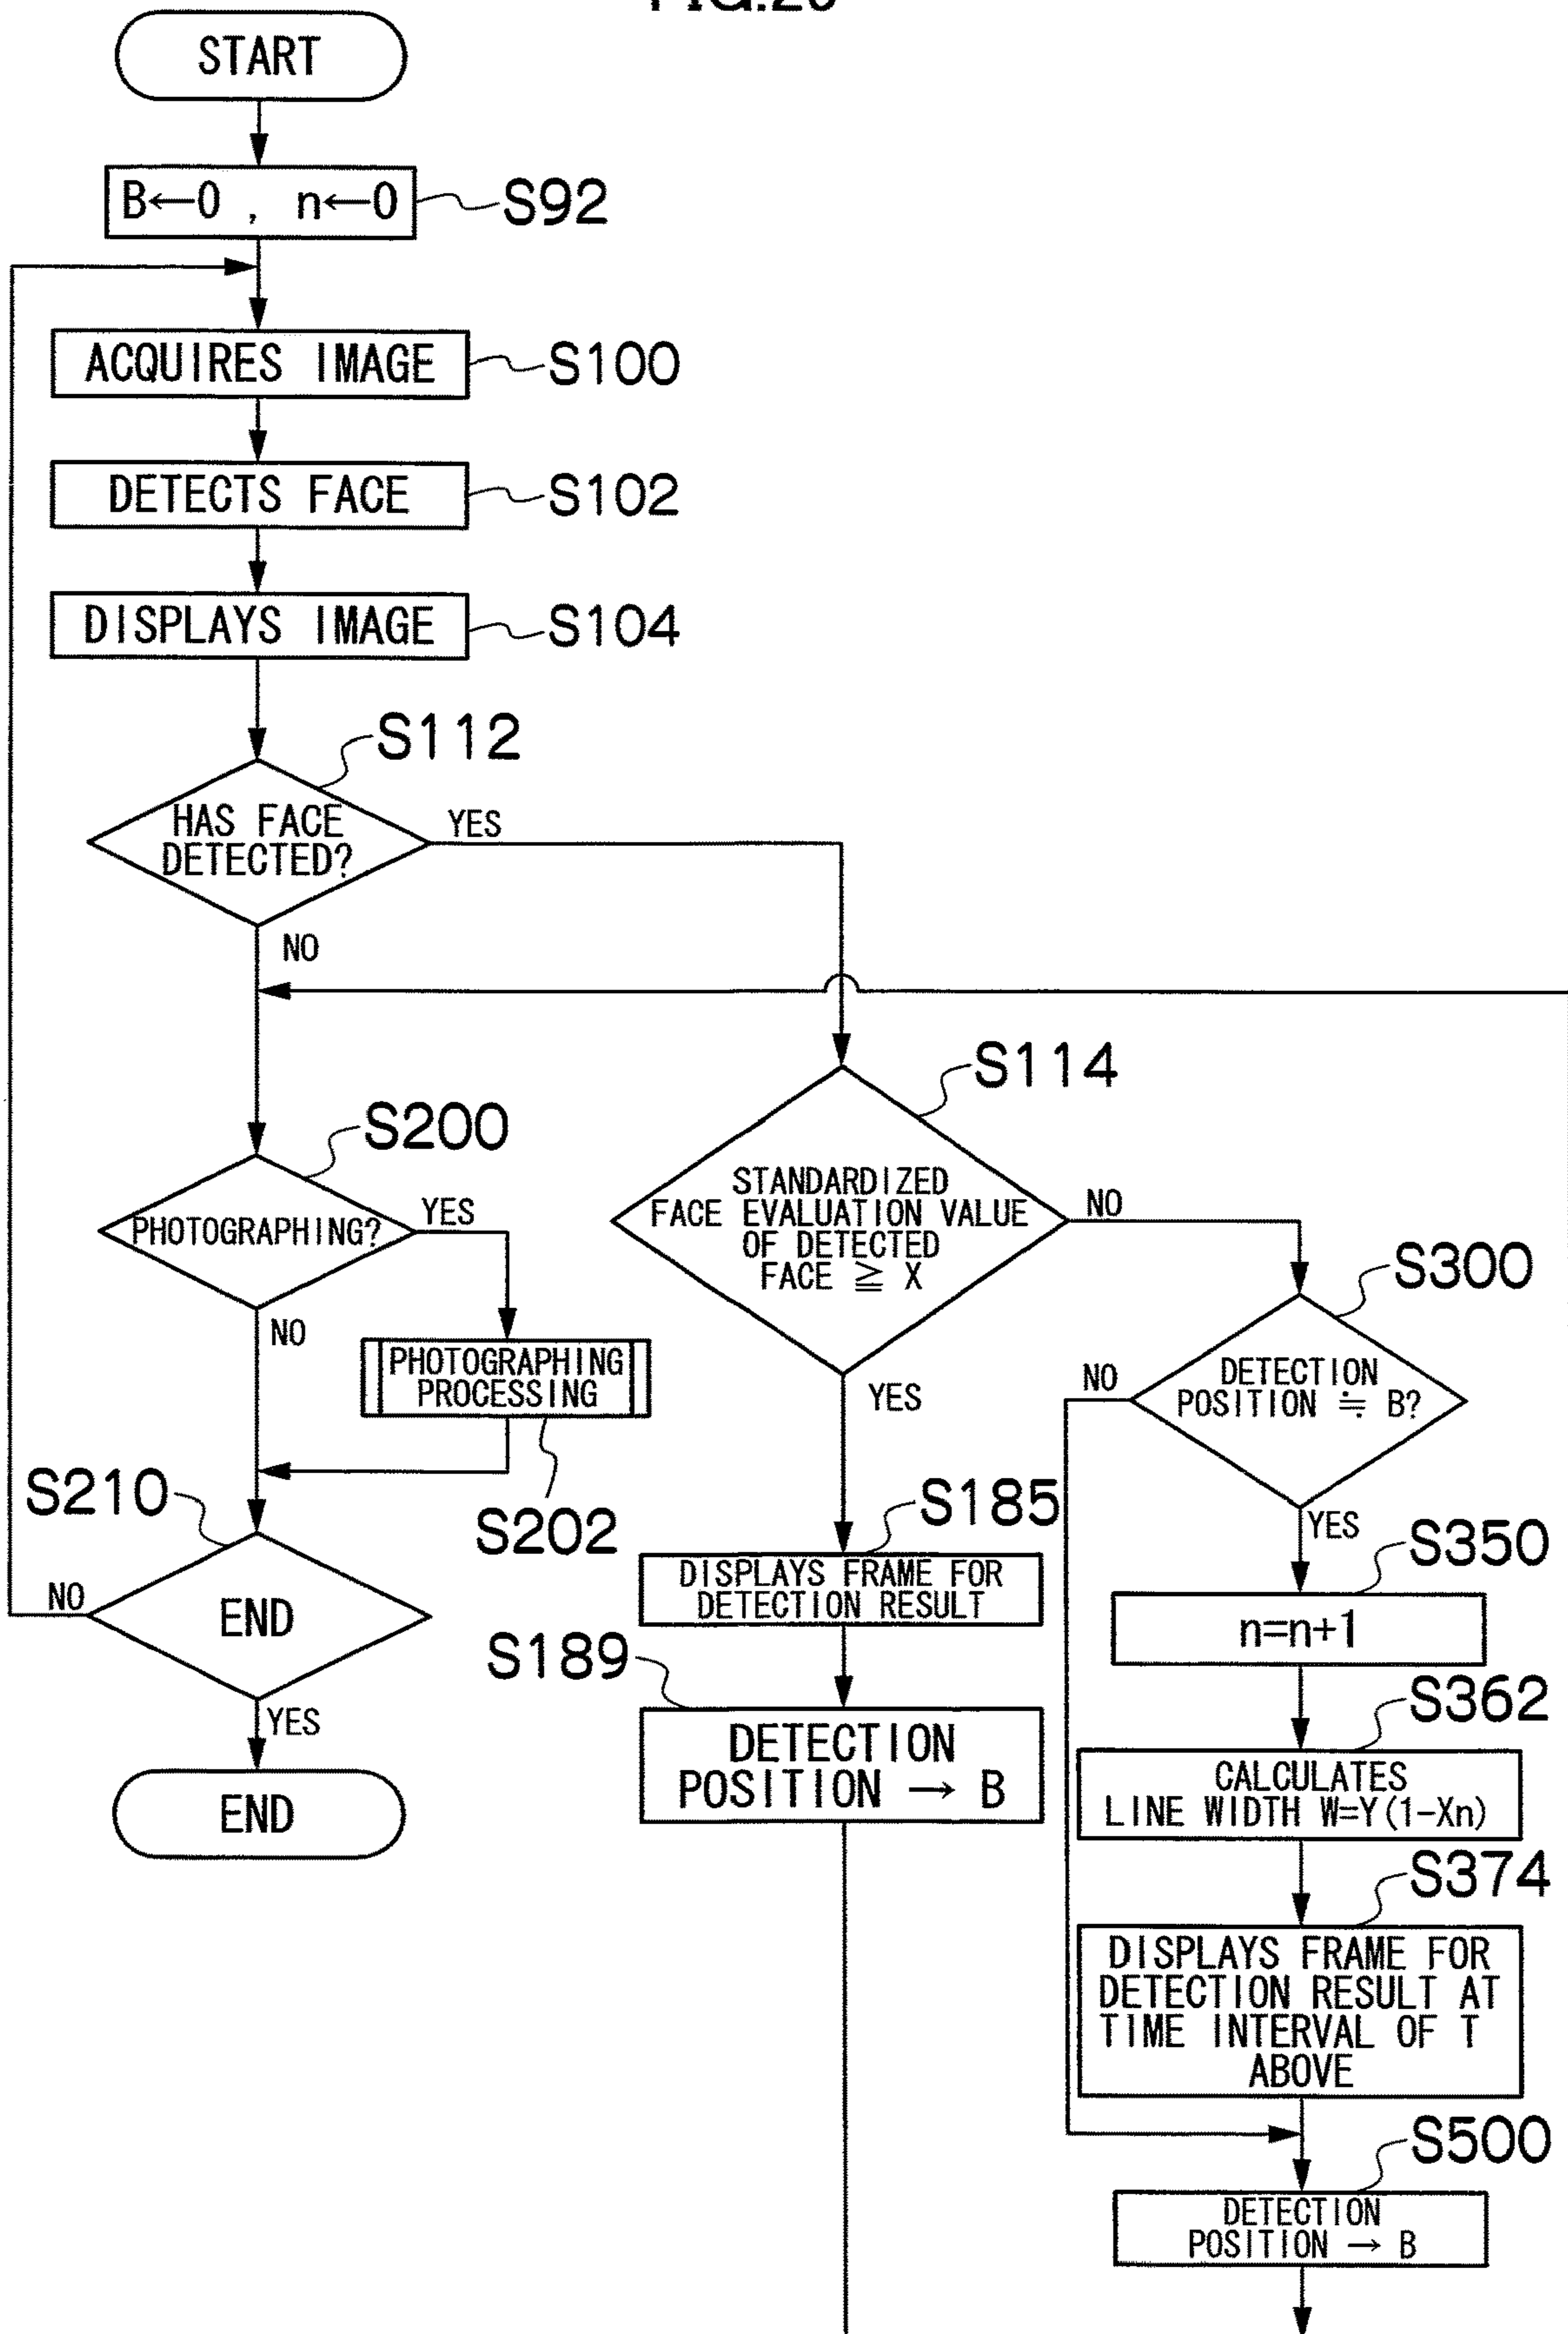 START
B←0 , n←0
S92
ACQUIRES IMAGE
S100
DETECTS FACE
S102
DISPLAYS IMAGE
S104
S112
HAS FACE
DETECTED?
YES
NO
S114
STANDARDIZED
FACE EVALUATION VALUE
OF DETECTED
FACE ≧ X
NO
YES
S200
PHOTOGRAPHING?
YES
NO
PHOTOGRAPHING
PROCESSING
S202
S210
END
NO
YES
END
S185
DISPLAYS FRAME FOR
DETECTION RESULT
S189
DETECTION
POSITION → B
S300
DETECTION
POSITION ≒ B?
NO
YES
S350
n=n+1
S362
CALCULATES
LINE WIDTH W=Y(1-Xn)
S374
DISPLAYS FRAME FOR
DETECTION RESULT AT
TIME INTERVAL OF T
ABOVE
S500
DETECTION
POSITION → B